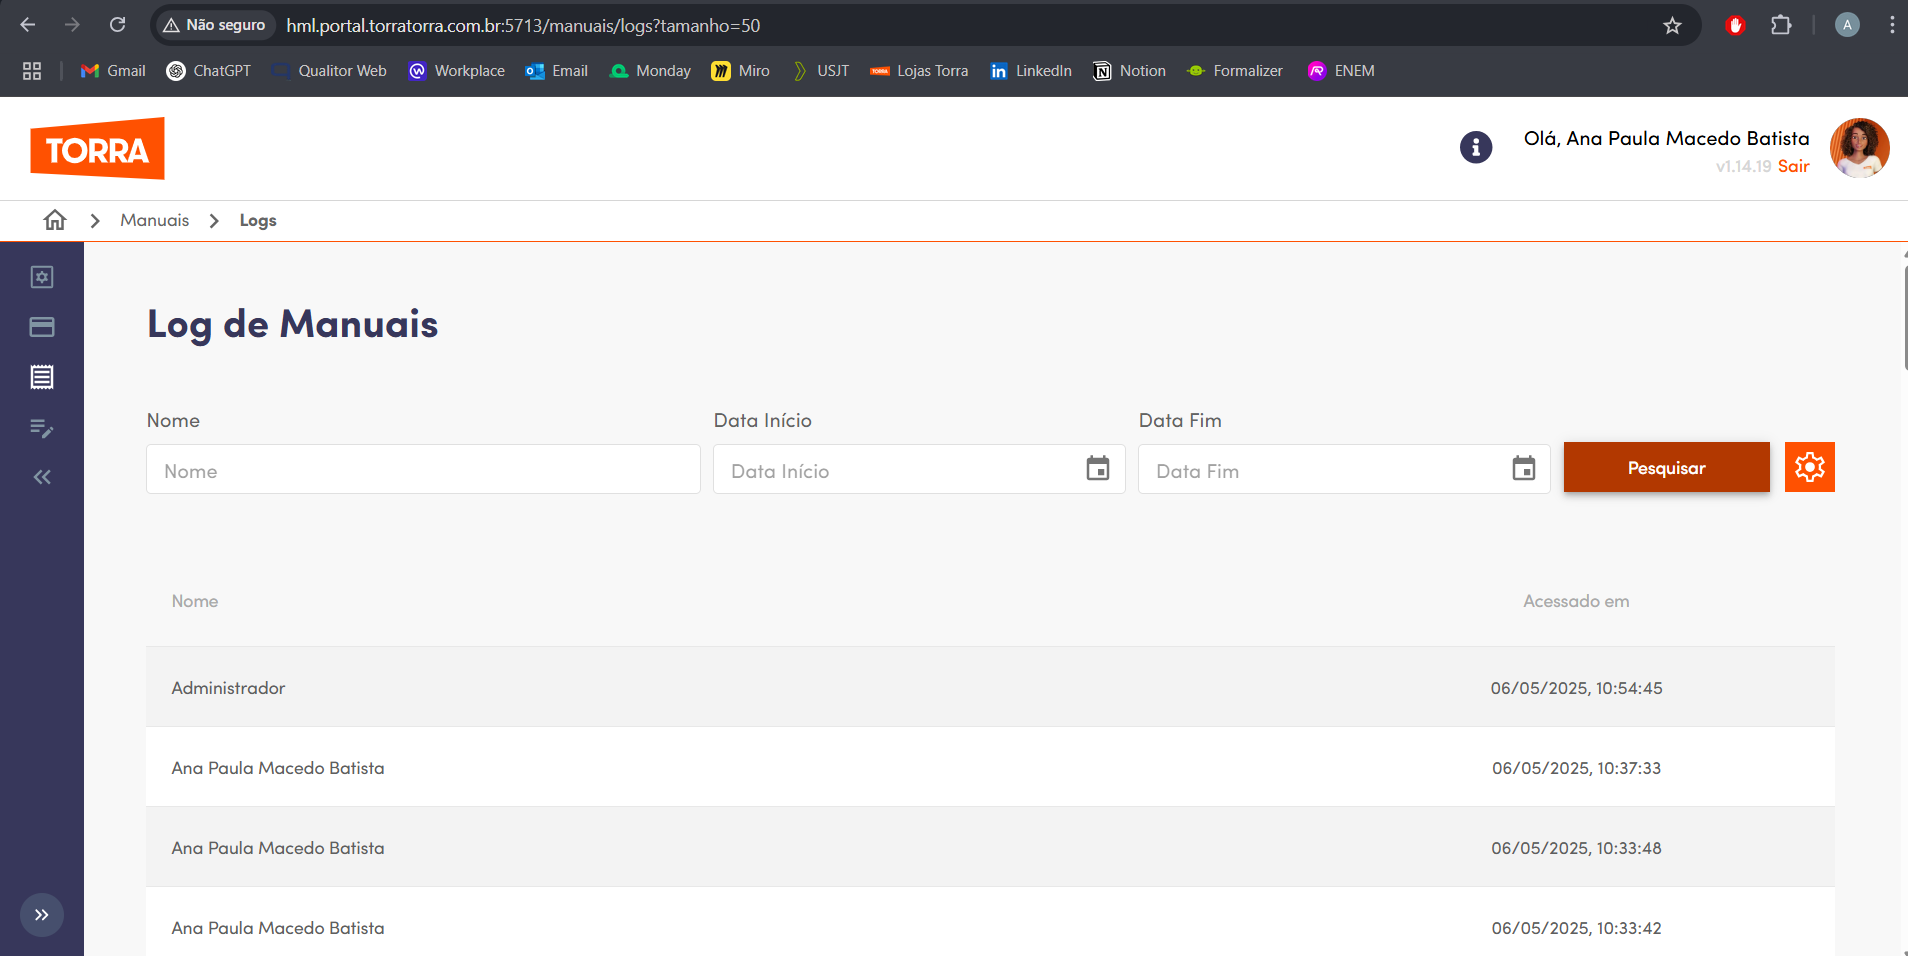 Não seguro hml.portal.torratorra.com.br:5713/manuais/logs?tamanho=50 A
Gmail ChatGPT Qualitor Web Workplace Email Monday Miro USJT Lojas Torra LinkedIn Notion Formalizer ENEM
TORRA
Olá, Ana Paula Macedo Batista
v1.14.19 Sair
Manuais Logs
Log de Manuais
Nome Data Início Data Fim
Nome Data Início Data Fim Pesquisar
Nome Acessado em
Administrador 06/05/2025, 10:54:45
Ana Paula Macedo Batista 06/05/2025, 10:37:33
Ana Paula Macedo Batista 06/05/2025, 10:33:48
Ana Paula Macedo Batista 06/05/2025, 10:33:42